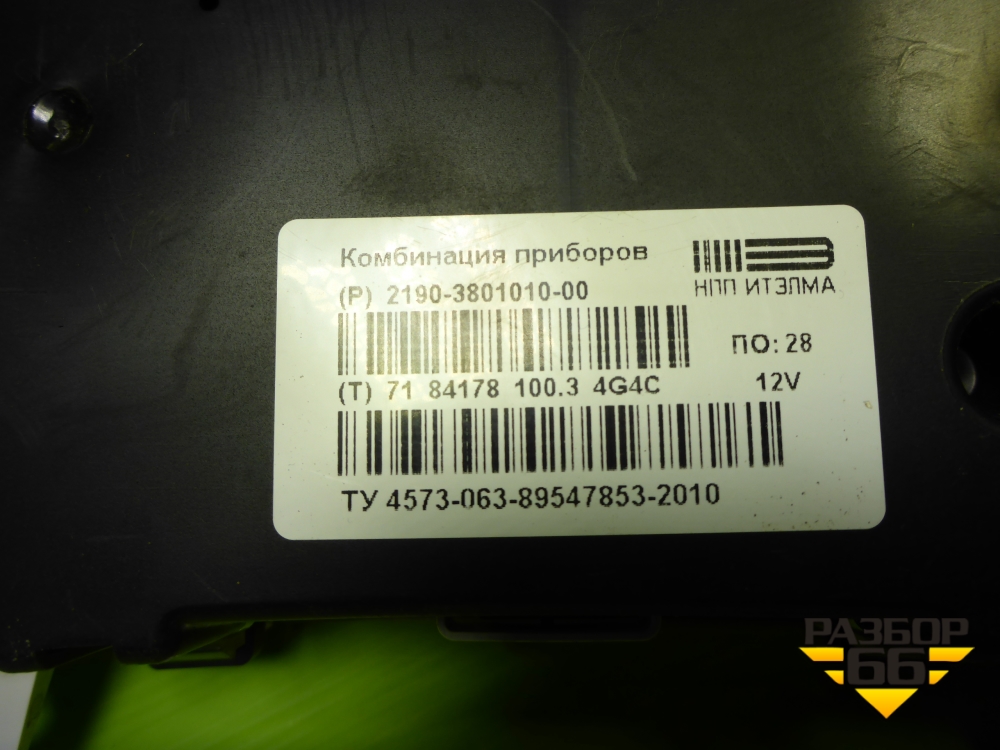 Комбинация приборов
НПП ИТЭЛМА
(P) 2190-3801010-00
ПО: 28
(T) 71 84178 100.3 4G4C
12V
ТУ 4573-063-89547853-2010
РАЗБОР
66